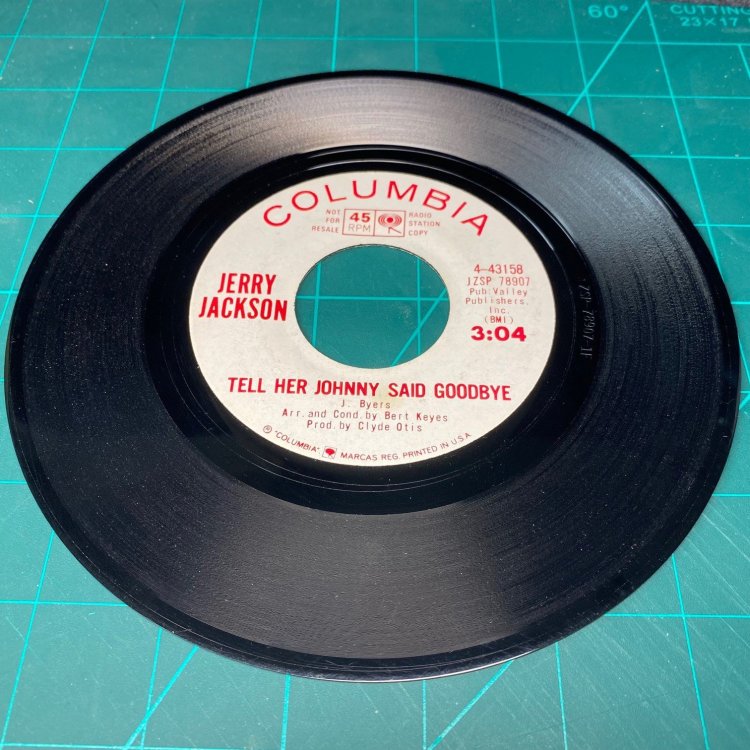 60° CUTTING
23 X 17
COLUMBIA
NOT
FOR
RESALE
45
RPM
RADIO
STATION
COPY
JERRY
JACKSON
4-43158
JZSP 78907
Pub: Valley
Publishers,
Inc.
(BMI)
3:04
TELL HER JOHNNY SAID GOODBYE
J. Byers
Arr. and Cond. by Bert Keyes
Prod. by Clyde Otis
® "COLUMBIA", MARCAS REG. PRINTED IN U.S.A.